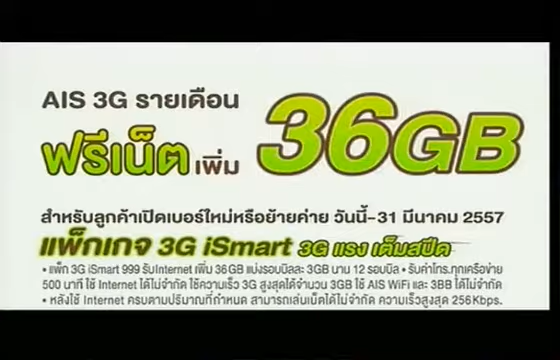 AIS 3G รายเดือน
ฟรีเน็ต เพิ่ม 36GB
สำหรับลูกค้าเปิดเบอร์ใหม่หรือย้ายค่าย วันนี้-31 มีนาคม 2557
แพ็กเกจ 3G iSmart 3G แรง เต็มสปีด
• แพ็ก 3G iSmart 999 รับInternet เพิ่ม 36GB แบ่งรอบบิลละ 3GB นาน 12 รอบบิล • รับค่าโทร.ทุกเครือข่าย
500 นาที ใช้ Internet ได้ไม่จำกัด ใช้ความเร็ว 3G สูงสุดได้จำนวน 3GB ใช้ AIS WiFi และ 3BB ได้ไม่จำกัด
• หลังใช้ Internet ครบตามปริมาณที่กำหนด สามารถเล่นเน็ตได้ไม่จำกัด ความเร็วสูงสุด 256Kbps.